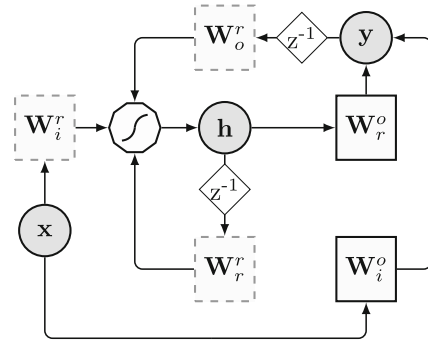 W_o^r z^{-1} y
W_i^r h W_r^o
z^{-1}
x W_r^r W_i^o